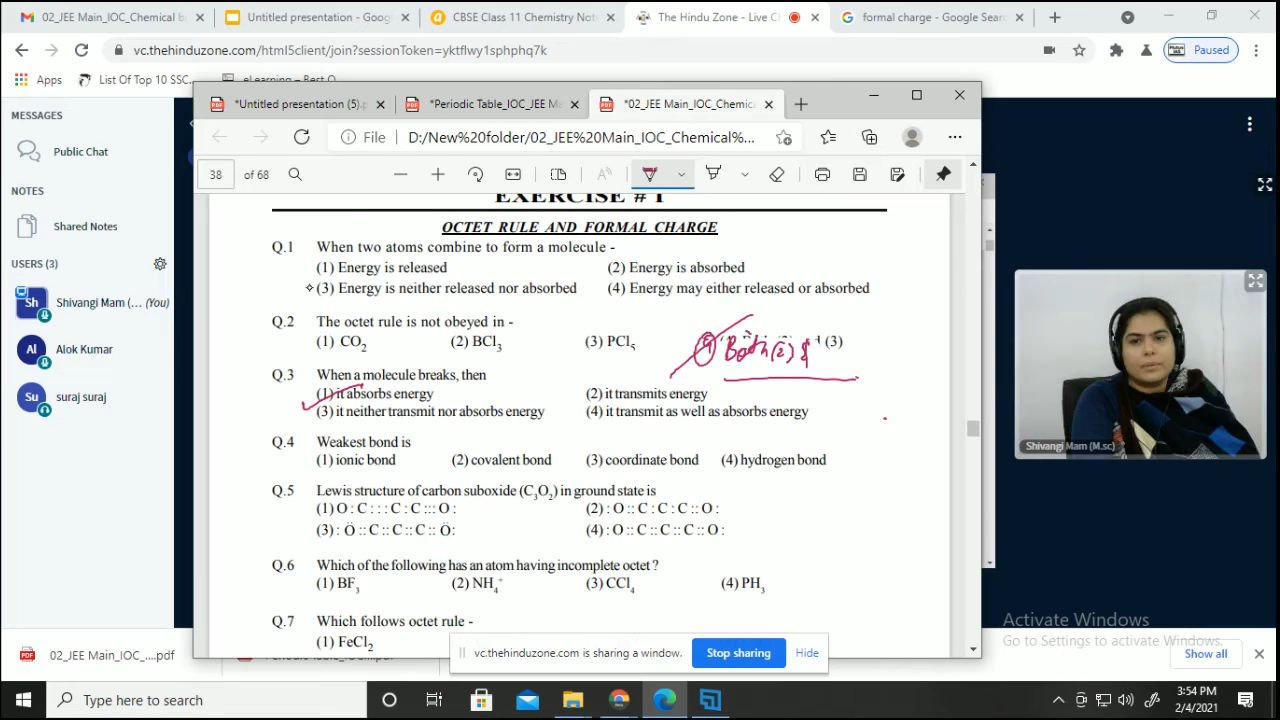 02_JEE Main_IOC_Chemical b
Untitled presentation - Goog
CBSE Class 11 Chemistry Not
The Hindu Zone - Live C
formal charge - Google Sear
vc.thehinduzone.com/html5client/join?sessionToken=yktflwy1sphphq7k
Paused
Apps
List Of Top 10 SSC...
eLearning – Best O
MESSAGES
Public Chat
NOTES
Shared Notes
USERS (3)
Sh
Shivangi Mam (... (You)
Al
Alok Kumar
Su
suraj suraj
*Untitled presentation (5).p
*Periodic Table_IOC_JEE M
*02_JEE Main_IOC_Chemic
File
D:/New%20folder/02_JEE%20Main_IOC_Chemical%...
38
of 68
EXERCISE # 1
OCTET RULE AND FORMAL CHARGE
Q.1 When two atoms combine to form a molecule -
(1) Energy is released (2) Energy is absorbed
(3) Energy is neither released nor absorbed (4) Energy may either released or absorbed
Q.2 The octet rule is not obeyed in -
(1) CO2 (2) BCl3 (3) PCl5 (3)
4 Both (2) &
Q.3 When a molecule breaks, then
(1) it absorbs energy (2) it transmits energy
(3) it neither transmit nor absorbs energy (4) it transmit as well as absorbs energy
Q.4 Weakest bond is
(1) ionic bond (2) covalent bond (3) coordinate bond (4) hydrogen bond
Q.5 Lewis structure of carbon suboxide (C3O2) in ground state is
(1) O : C : : : C : C ::: O : (2) : O :: C : C : C :: O :
(3) : Ö :: C :: C :: C :: Ö : (4) : O :: C :: C :: C :: O :
Q.6 Which of the following has an atom having incomplete octet ?
(1) BF3 (2) NH4+ (3) CCl4 (4) PH3
Q.7 Which follows octet rule -
(1) FeCl2
Shivangi Mam (M.sc)
vc.thehinduzone.com is sharing a window.
Stop sharing
Hide
Activate Windows
Go to Settings to activate Windows.
02_JEE Main_IOC_....pdf
Show all
Type here to search
3:54 PM
2/4/2021